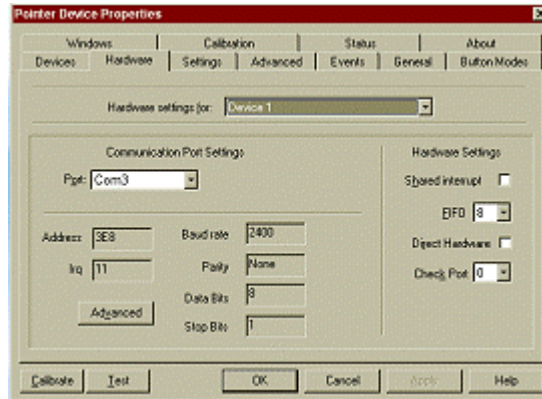 Pointer Device Properties
Windows Calibration Status About
Devices Hardware Settings Advanced Events General Button Modes
Hardware settings for: Device 1
Communication Port Settings
Port: Com3
Address 3E8
Irq 11
Advanced
Baud rate 2400
Parity None
Data Bits 8
Stop Bits 1
Hardware Settings
Shared interrupt
FIFO 8
Direct Hardware
Check Port 0
Calibrate Test OK Cancel Apply Help